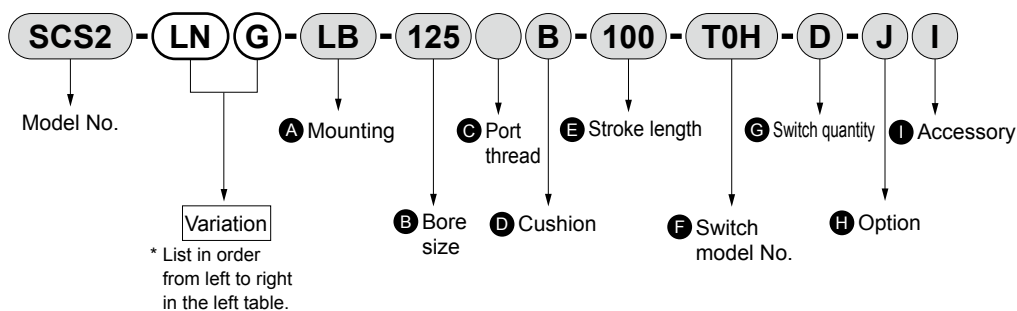 SCS2-LN G-LB-125 B-100-T0H-D-J I
Model No.
A Mounting
C Port
thread
E Stroke length
G Switch quantity
I Accessory
Variation
* List in order
from left to right
in the left table.
B Bore
size
D Cushion
F Switch
model No.
H Option